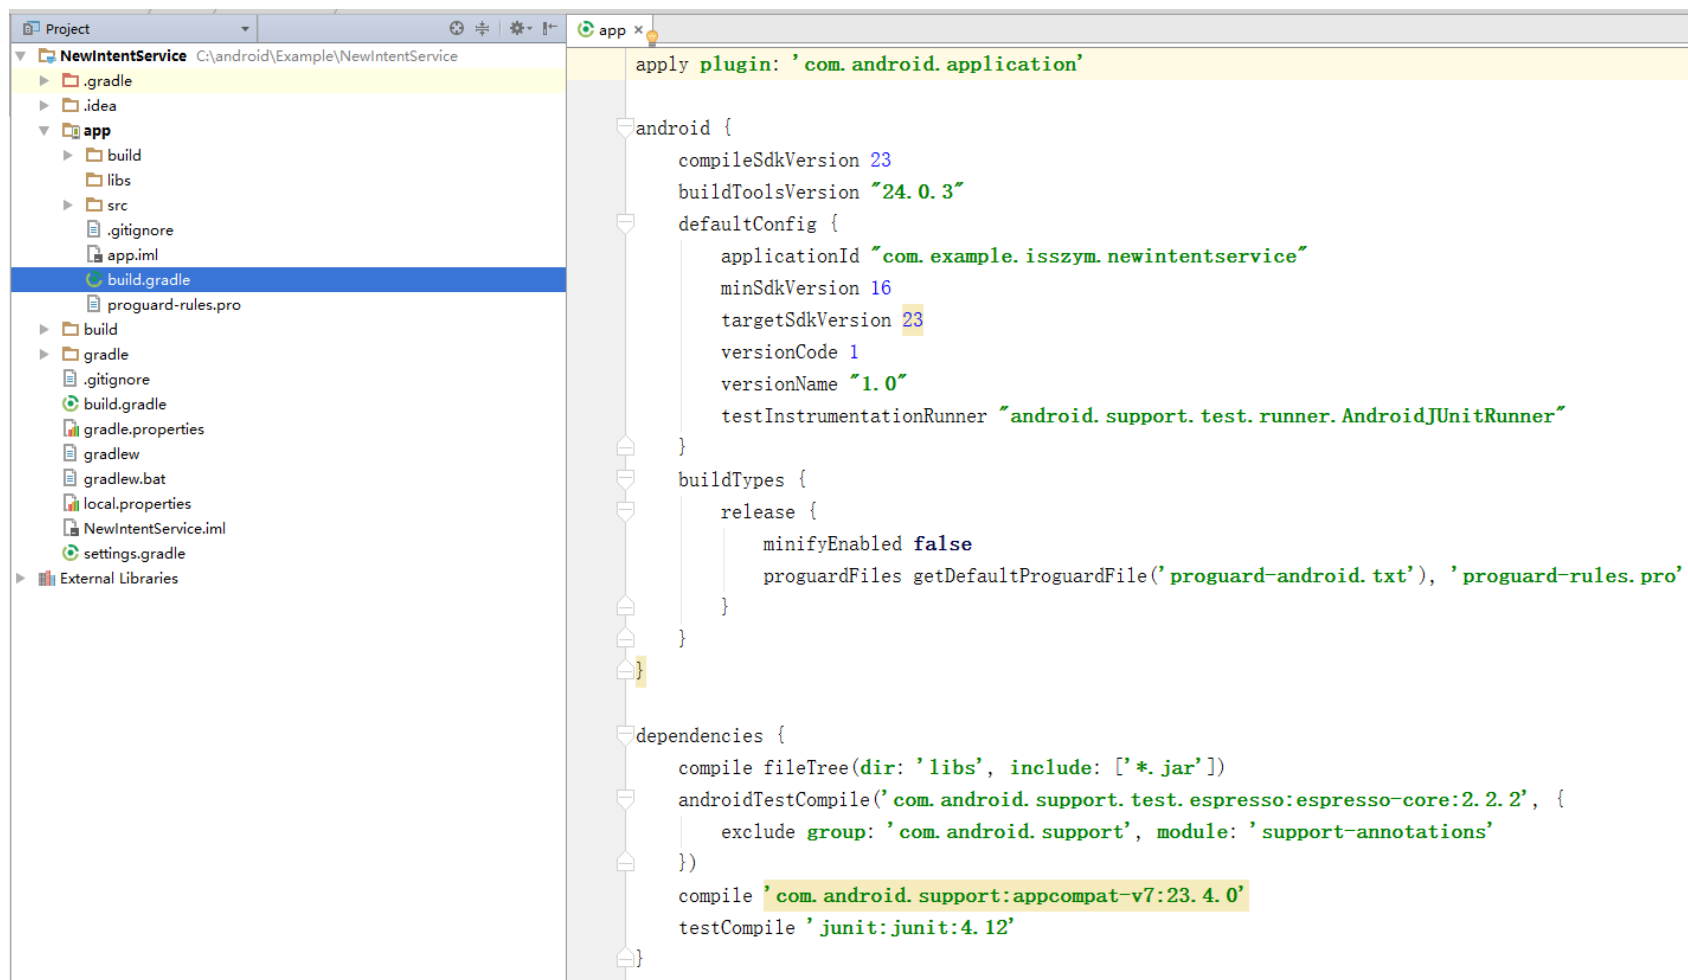 Project
NewIntentService C:\android\Example\NewIntentService
.gradle
.idea
app
build
libs
src
.gitignore
app.iml
build.gradle
proguard-rules.pro
build
gradle
.gitignore
build.gradle
gradle.properties
gradlew
gradlew.bat
local.properties
NewIntentService.iml
settings.gradle
External Libraries
app
apply plugin: 'com.android.application'
android {
compileSdkVersion 23
buildToolsVersion "24.0.3"
defaultConfig {
applicationId "com.example.isszym.newintentservice"
minSdkVersion 16
targetSdkVersion 23
versionCode 1
versionName "1.0"
testInstrumentationRunner "android.support.test.runner.AndroidJUnitRunner"
}
buildTypes {
release {
minifyEnabled false
proguardFiles getDefaultProguardFile('proguard-android.txt'), 'proguard-rules.pro'
}
}
}
dependencies {
compile fileTree(dir: 'libs', include: ['*.jar'])
androidTestCompile('com.android.support.test.espresso:espresso-core:2.2.2', {
exclude group: 'com.android.support', module: 'support-annotations'
})
compile 'com.android.support:appcompat-v7:23.4.0'
testCompile 'junit:junit:4.12'
}